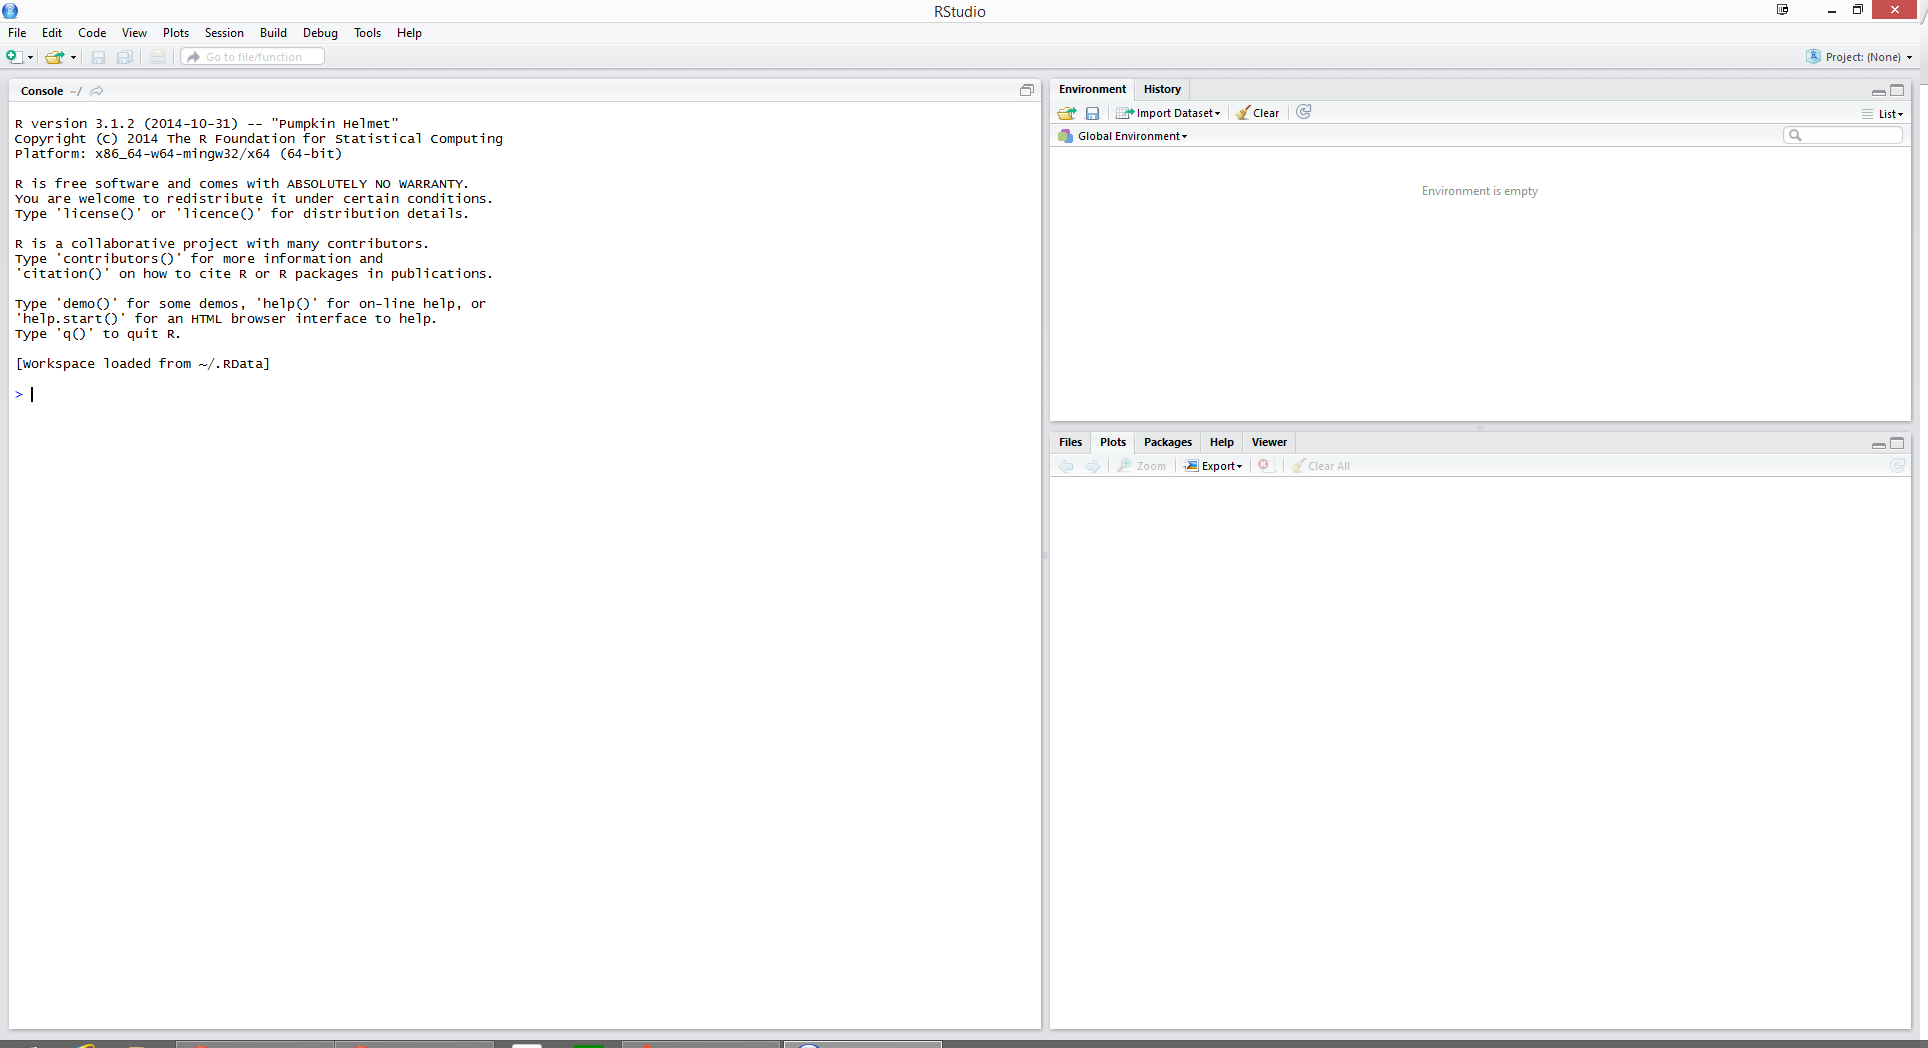 RStudio
File Edit Code View Plots Session Build Debug Tools Help
Go to file/function
Project: (None)
Console ~/
R version 3.1.2 (2014-10-31) -- "Pumpkin Helmet"
Copyright (C) 2014 The R Foundation for Statistical Computing
Platform: x86_64-w64-mingw32/x64 (64-bit)
R is free software and comes with ABSOLUTELY NO WARRANTY.
You are welcome to redistribute it under certain conditions.
Type 'license()' or 'licence()' for distribution details.
R is a collaborative project with many contributors.
Type 'contributors()' for more information and
'citation()' on how to cite R or R packages in publications.
Type 'demo()' for some demos, 'help()' for on-line help, or
'help.start()' for an HTML browser interface to help.
Type 'q()' to quit R.
[Workspace loaded from ~/.RData]
>
Environment History
Import Dataset Clear List
Global Environment
Environment is empty
Files Plots Packages Help Viewer
Zoom Export Clear All